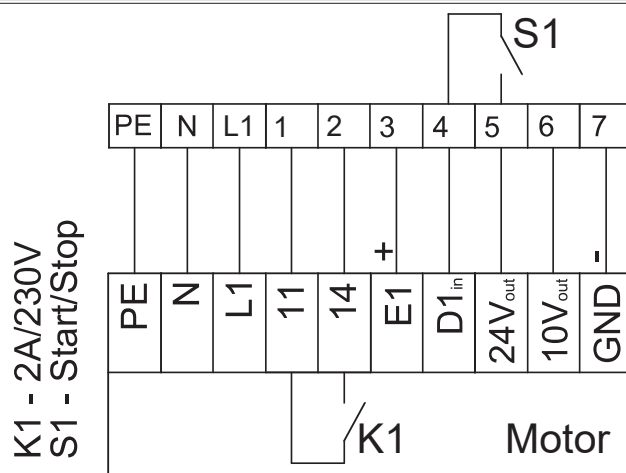 S1
PE N L1 1 2 3 4 5 6 7
+ -
PE N L1 11 14 E1 D1in 24Vout 10Vout GND
K1
Motor
K1 - 2A/230V
S1 - Start/Stop